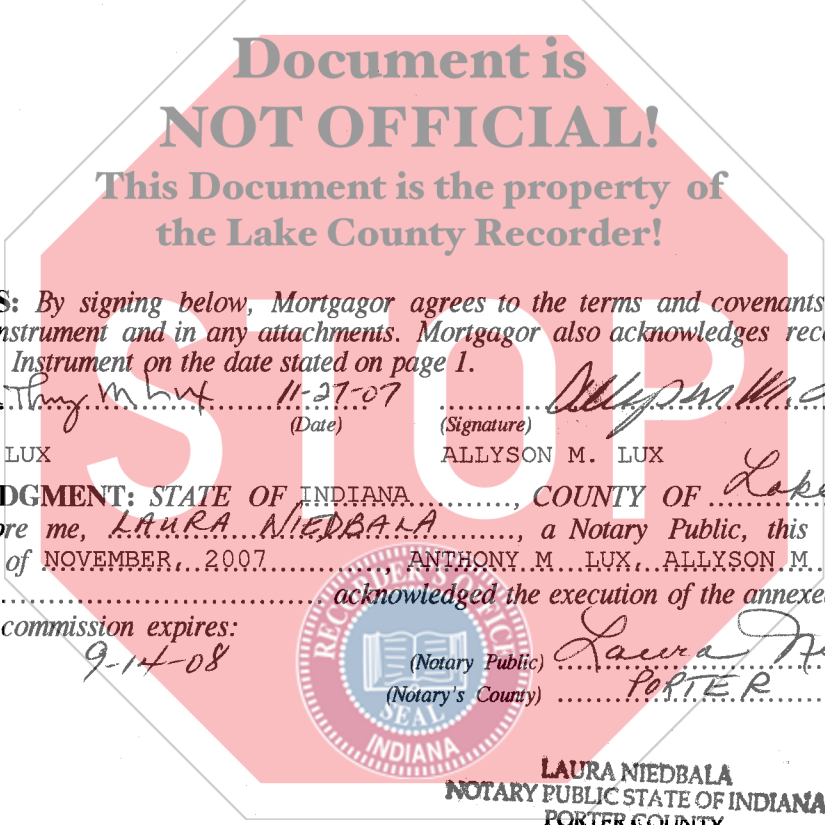 Document is
NOT OFFICIAL!
This Document is the property of
the Lake County Recorder!
STOP
S: By signing below, Mortgagor agrees to the terms and covenants
nstrument and in any attachments. Mortgagor also acknowledges rec
Instrument on the date stated on page 1.
11-27-07
(Date) (Signature)
LUX ALLYSON M. LUX
DGMENT: STATE OF INDIANA, COUNTY OF Lake
re me, LAURA NIEDBALA, a Notary Public, this
of NOVEMBER, 2007, ANTHONY M. LUX, ALLYSON M
acknowledged the execution of the annexe
commission expires:
9-14-08
(Notary Public) Laura
(Notary's County) PORTER
RECORDER'S OFFICE
SEAL
INDIANA
LAURA NIEDBALA
NOTARY PUBLIC STATE OF INDIANA
PORTER COUNTY